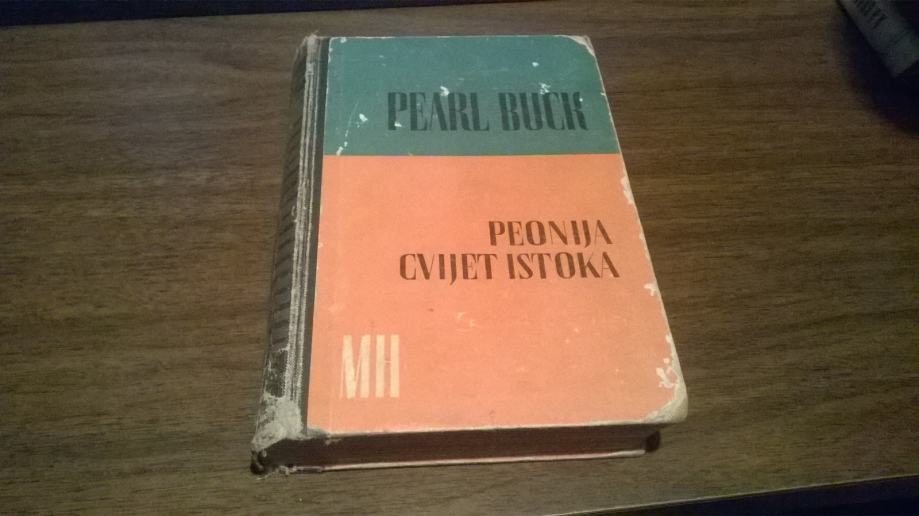 PEARL BUCK
PEONIJA
CVIJET ISTOKA
MH